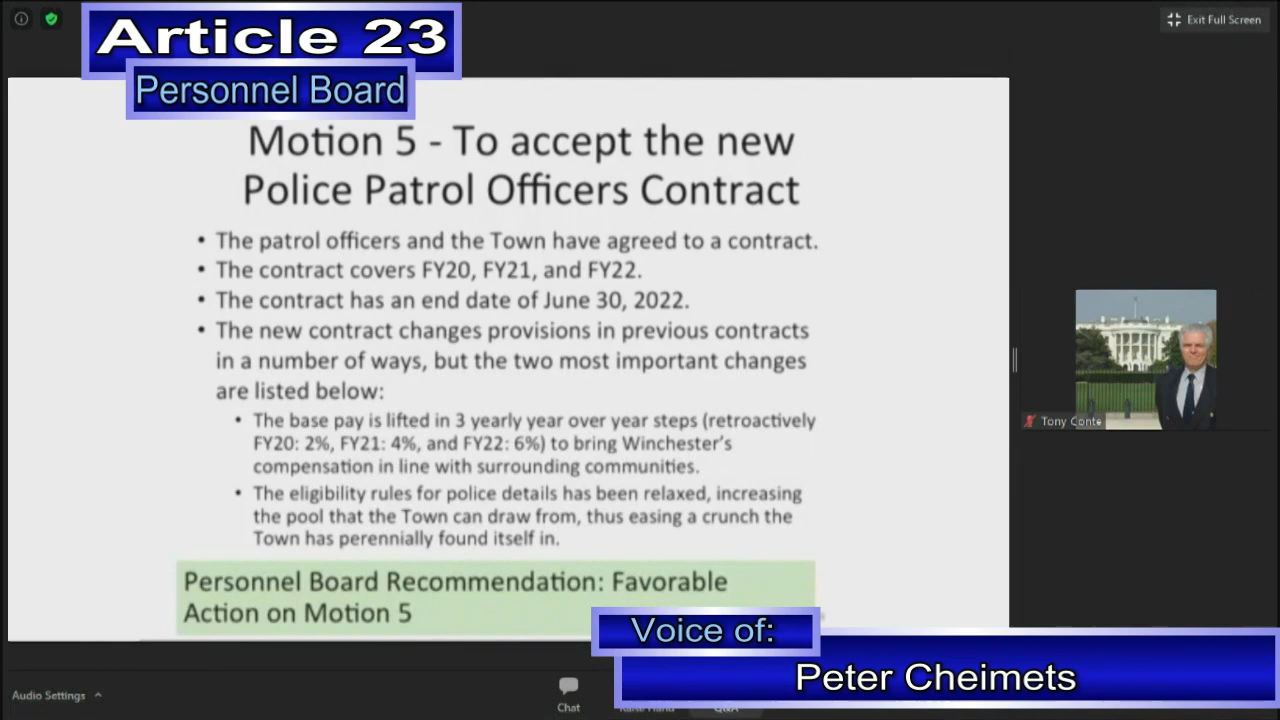 Article 23
Personnel Board
Exit Full Screen
Motion 5 - To accept the new
Police Patrol Officers Contract
• The patrol officers and the Town have agreed to a contract.
• The contract covers FY20, FY21, and FY22.
• The contract has an end date of June 30, 2022.
• The new contract changes provisions in previous contracts
in a number of ways, but the two most important changes
are listed below:
• The base pay is lifted in 3 yearly year over year steps (retroactively
FY20: 2%, FY21: 4%, and FY22: 6%) to bring Winchester's
compensation in line with surrounding communities.
• The eligibility rules for police details has been relaxed, increasing
the pool that the Town can draw from, thus easing a crunch the
Town has perennially found itself in.
Personnel Board Recommendation: Favorable
Action on Motion 5
Tony Conte
Voice of:
Peter Cheimets
Audio Settings
Chat